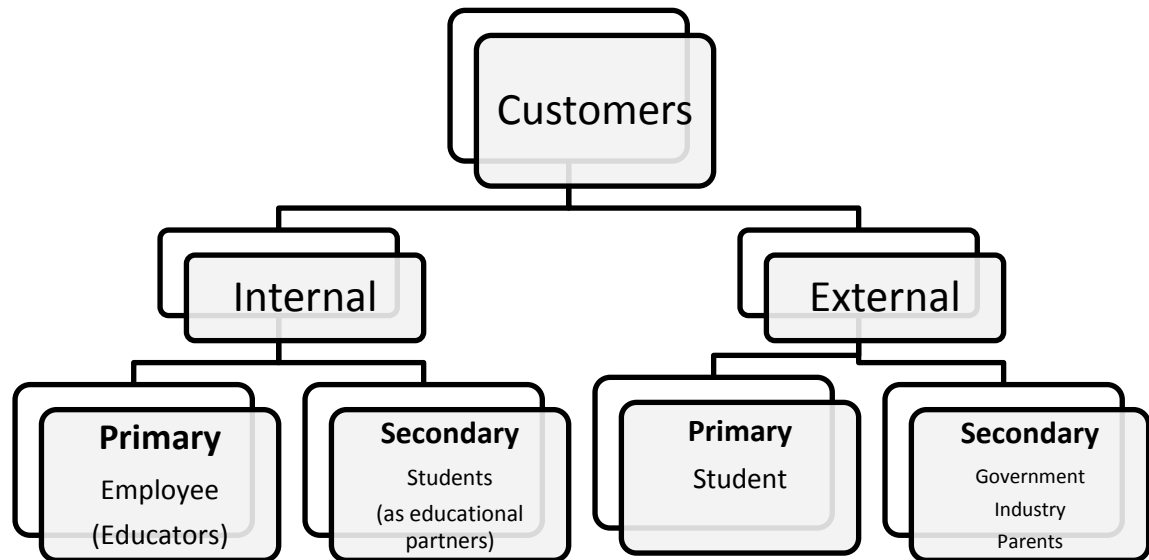 Customers
Internal
External
Primary
Employee
(Educators)
Secondary
Students
(as educational
partners)
Primary
Student
Secondary
Government
Industry
Parents